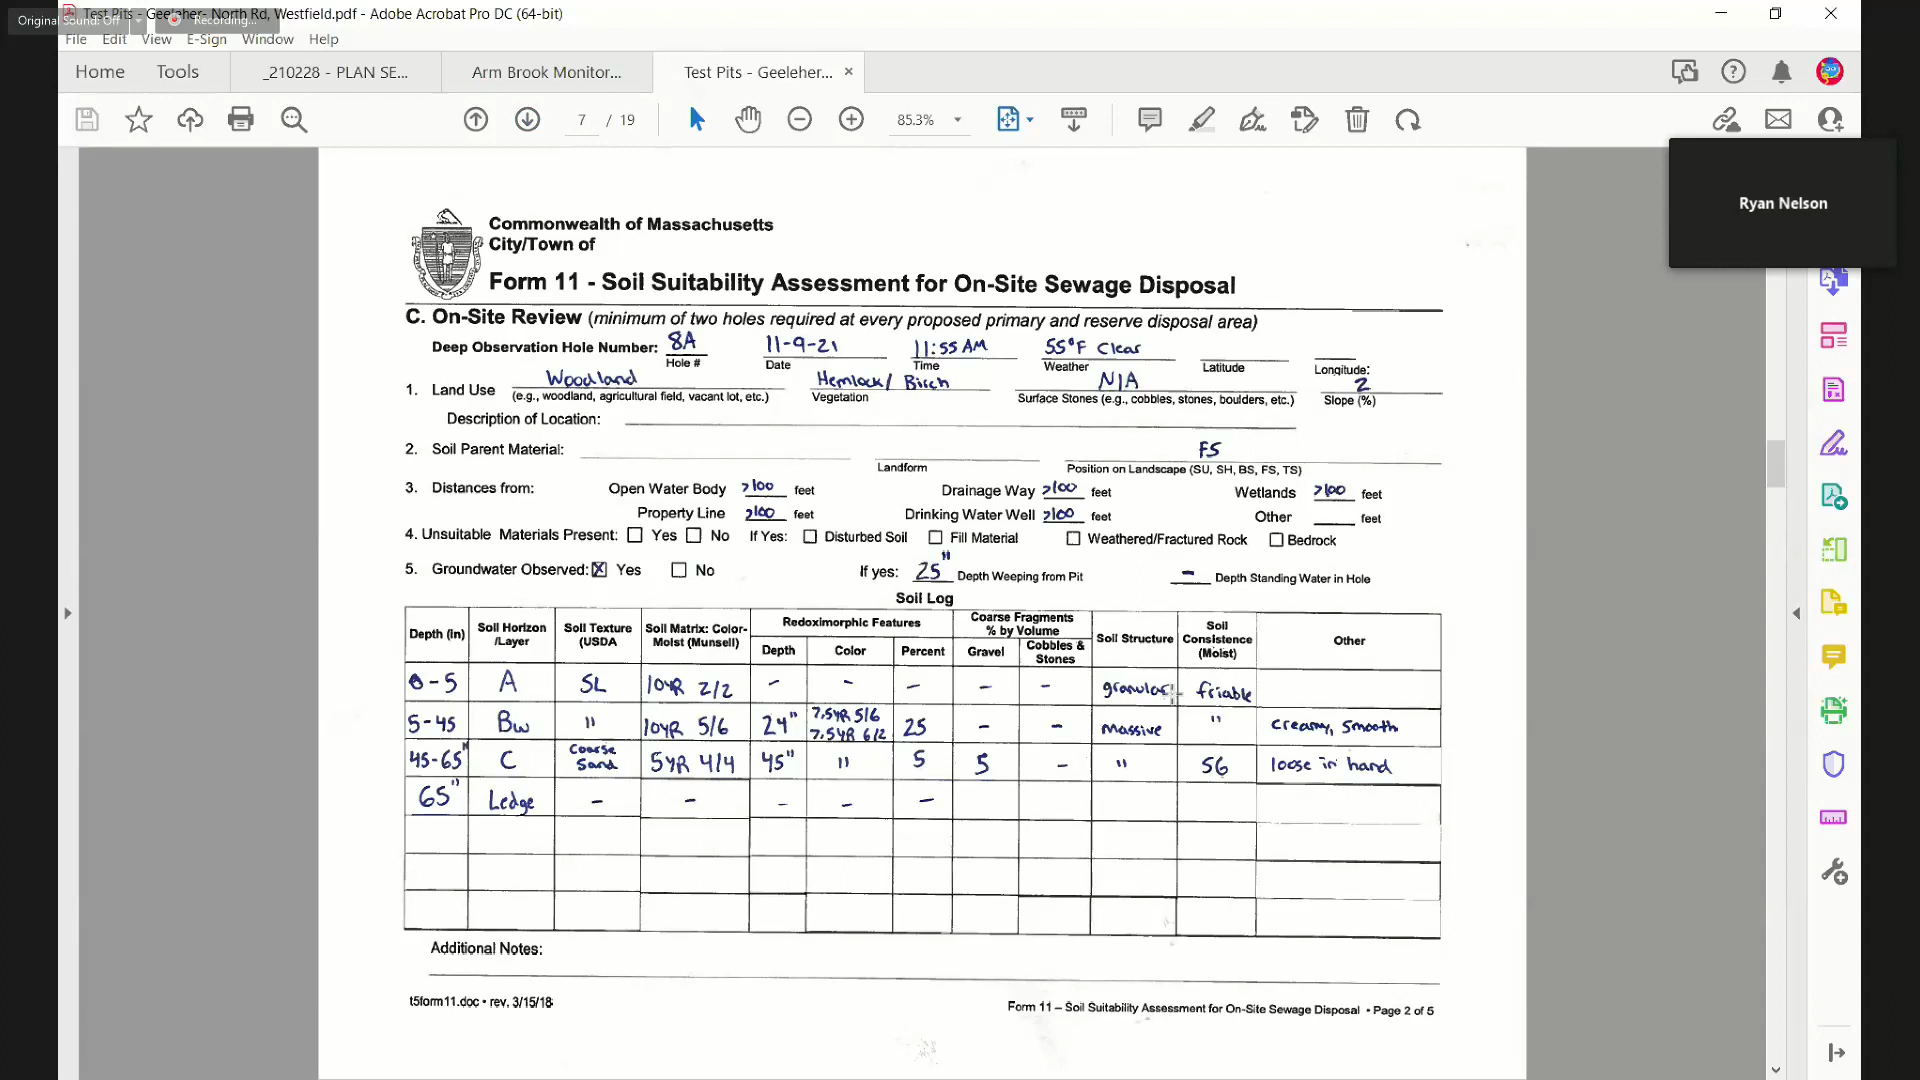 Original Sound: Off
Recording...
Test Pits - Geeleher- North Rd, Westfield.pdf - Adobe Acrobat Pro DC (64-bit)
File Edit View E-Sign Window Help
Home Tools _210228 - PLAN SE... Arm Brook Monitor... Test Pits - Geeleher... ×
7 / 19 85.3%
Ryan Nelson
Commonwealth of Massachusetts
City/Town of
Form 11 - Soil Suitability Assessment for On-Site Sewage Disposal
C. On-Site Review (minimum of two holes required at every proposed primary and reserve disposal area)
Deep Observation Hole Number: 8A 11-9-21 11:55 AM 55°F Clear
Hole # Date Time Weather Latitude Longitude:
1. Land Use Woodland Hemlock/ Birch N/A 2
(e.g., woodland, agricultural field, vacant lot, etc.) Vegetation Surface Stones (e.g., cobbles, stones, boulders, etc.) Slope (%)
Description of Location:
2. Soil Parent Material: FS
Landform Position on Landscape (SU, SH, BS, FS, TS)
3. Distances from: Open Water Body >100 feet Drainage Way >100 feet Wetlands >100 feet
Property Line >100 feet Drinking Water Well >100 feet Other feet
4. Unsuitable Materials Present: Yes No If Yes: Disturbed Soil Fill Material Weathered/Fractured Rock Bedrock
5. Groundwater Observed: X Yes No If yes: 25" Depth Weeping from Pit - Depth Standing Water in Hole
Soil Log
Depth (in) Soil Horizon /Layer Soil Texture (USDA Soil Matrix: Color-Moist (Munsell) Redoximorphic Features Coarse Fragments % by Volume Soil Structure Soil Consistence (Moist) Other
Depth Color Percent Gravel Cobbles & Stones
0-5 A SL 10YR 2/2 - - - - - granular friable
5-45 Bw " 10YR 5/6 24" 7.5YR 5/6 7.5YR 6/2 25 - - massive " creamy, smooth
45-65" C Coarse Sand 5YR 4/4 45" " 5 5 - " SG loose in hand
65" Ledge - - - - -
Additional Notes:
t5form11.doc • rev. 3/15/18
Form 11 – Soil Suitability Assessment for On-Site Sewage Disposal • Page 2 of 5